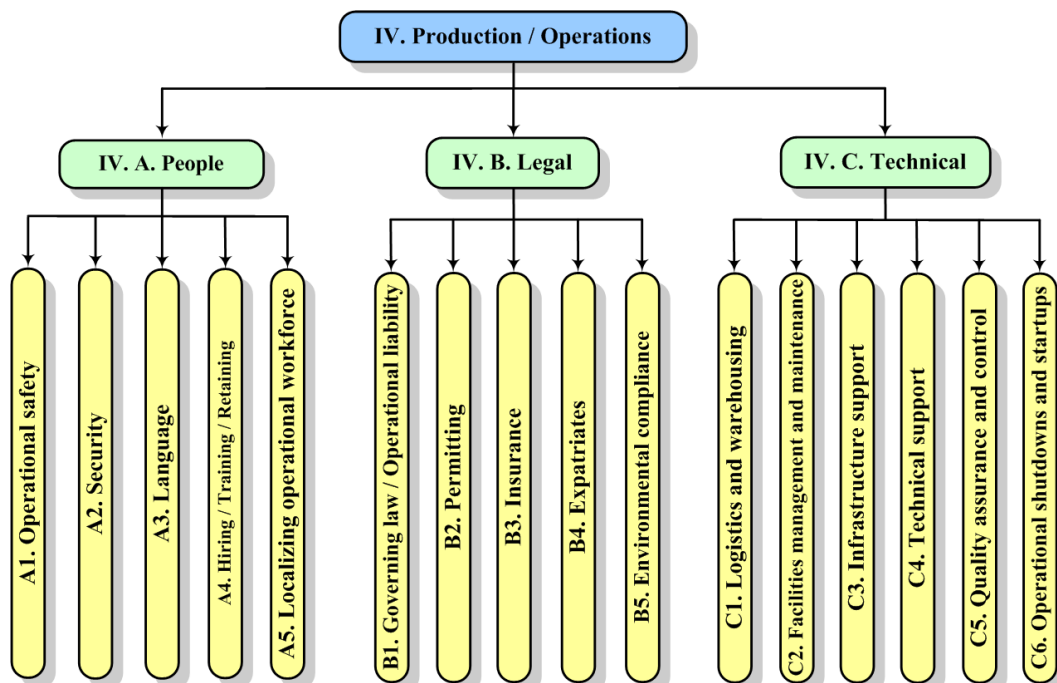 IV. Production / Operations
IV. A. People
IV. B. Legal
IV. C. Technical
A1. Operational safety
A2. Security
A3. Language
A4. Hiring / Training / Retaining
A5. Localizing operational workforce
B1. Governing law / Operational liability
B2. Permitting
B3. Insurance
B4. Expatriates
B5. Environmental compliance
C1. Logistics and warehousing
C2. Facilities management and maintenance
C3. Infrastructure support
C4. Technical support
C5. Quality assurance and control
C6. Operational shutdowns and startups